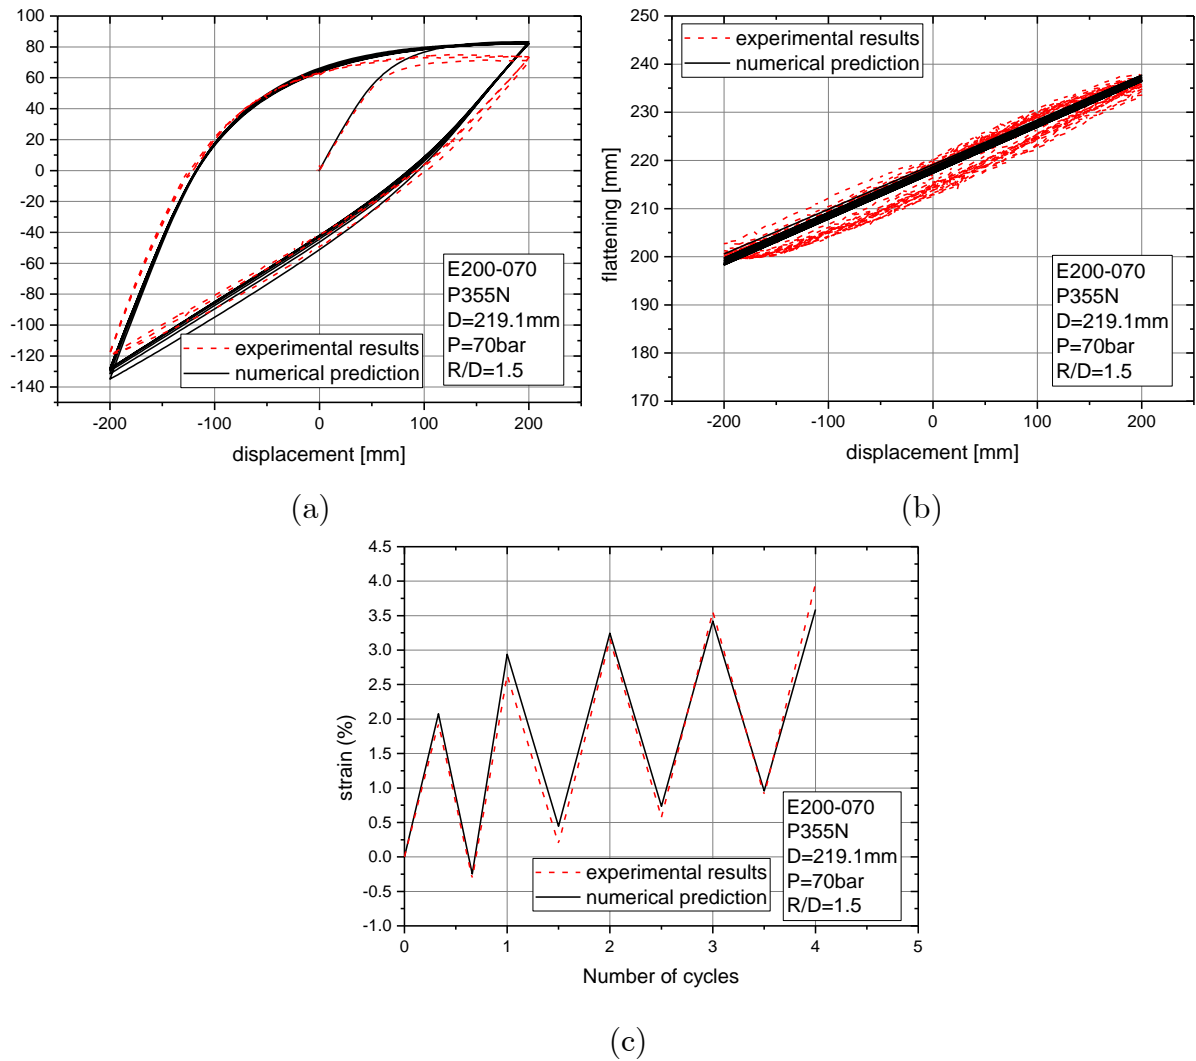 100
80
60
40
20
0
-20
-40
-60
-80
-100
-120
-140
-200
-100
0
100
200
displacement [mm]
experimental results
numerical prediction
E200-070
P355N
D=219.1mm
P=70bar
R/D=1.5
(a)
250
240
230
220
210
200
190
180
170
flattening [mm]
-200
-100
0
100
200
displacement [mm]
experimental results
numerical prediction
E200-070
P355N
D=219.1mm
P=70bar
R/D=1.5
(b)
4.5
4.0
3.5
3.0
2.5
2.0
1.5
1.0
0.5
0.0
-0.5
-1.0
strain (%)
0
1
2
3
4
5
Number of cycles
experimental results
numerical prediction
E200-070
P355N
D=219.1mm
P=70bar
R/D=1.5
(c)